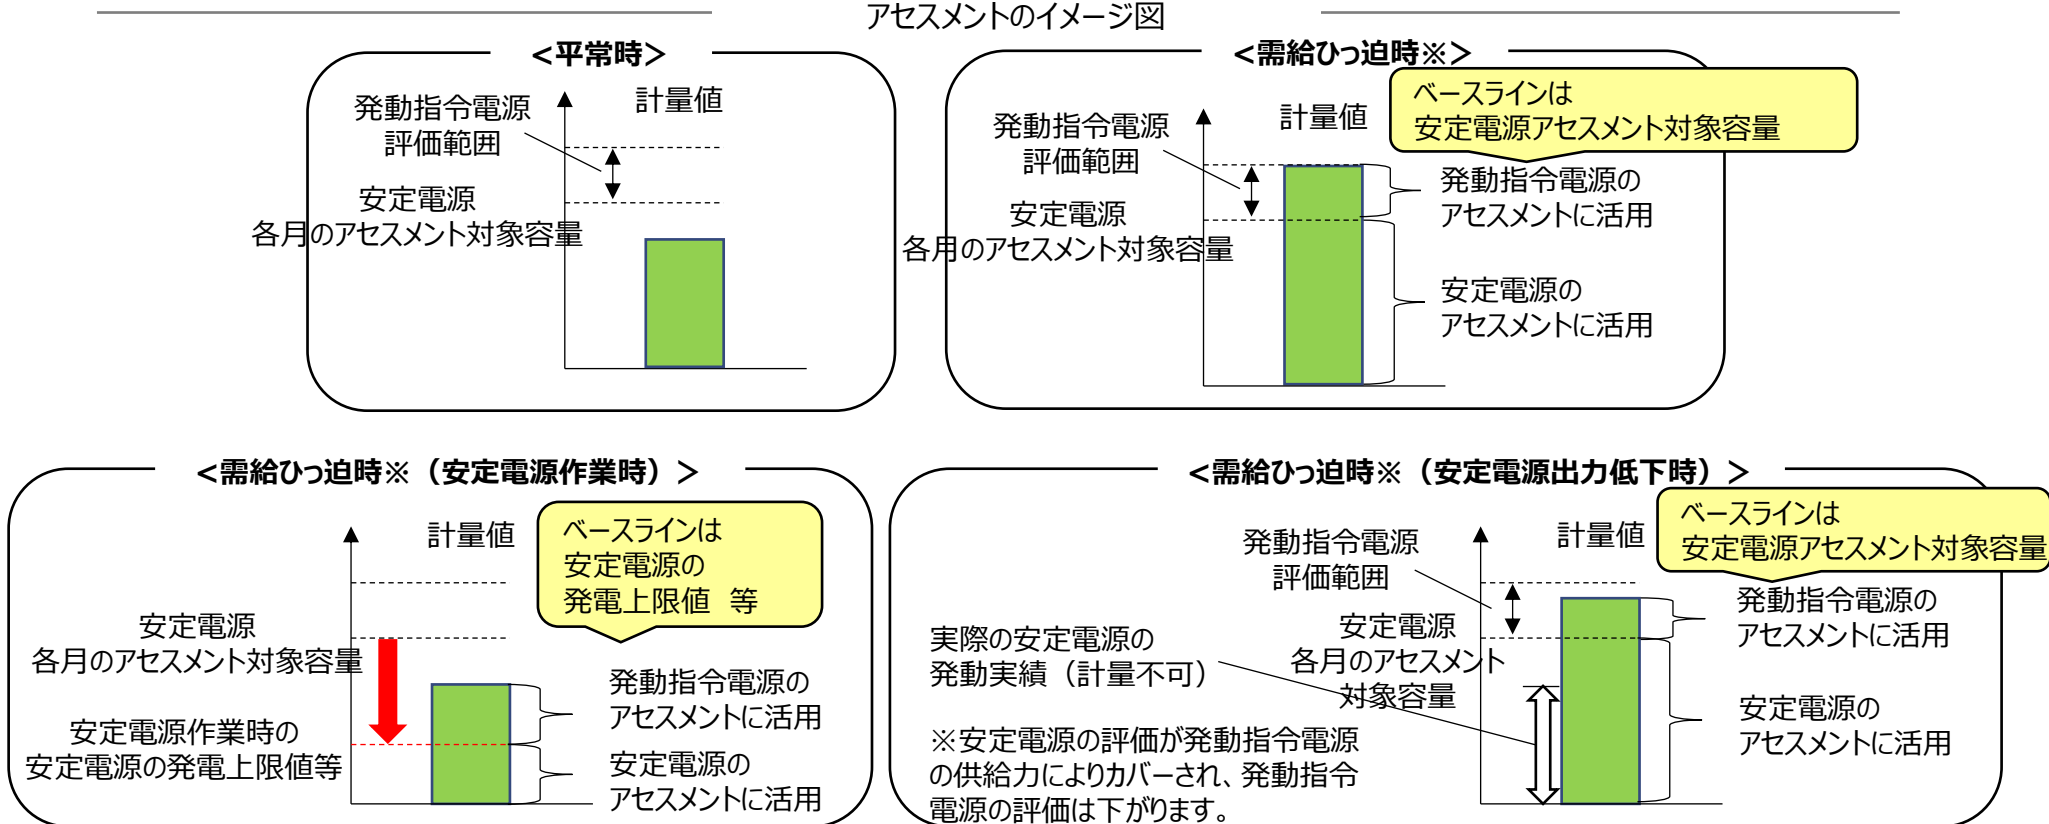 アセスメントのイメージ図
<平常時>
発動指令電源
評価範囲
計量値
安定電源
各月のアセスメント対象容量
<需給ひっ迫時※>
ベースラインは
安定電源アセスメント対象容量
発動指令電源
評価範囲
計量値
安定電源
各月のアセスメント対象容量
発動指令電源の
アセスメントに活用
安定電源の
アセスメントに活用
<需給ひっ迫時※（安定電源作業時）>
計量値
ベースラインは
安定電源の
発電上限値 等
安定電源
各月のアセスメント対象容量
安定電源作業時の
安定電源の発電上限値等
発動指令電源の
アセスメントに活用
安定電源の
アセスメントに活用
<需給ひっ迫時※（安定電源出力低下時）>
ベースラインは
安定電源アセスメント対象容量
発動指令電源
評価範囲
計量値
安定電源
各月のアセスメント
対象容量
実際の安定電源の
発動実績（計量不可）
発動指令電源の
アセスメントに活用
安定電源の
アセスメントに活用
※安定電源の評価が発動指令電源
の供給力によりカバーされ、発動指令
電源の評価は下がります。